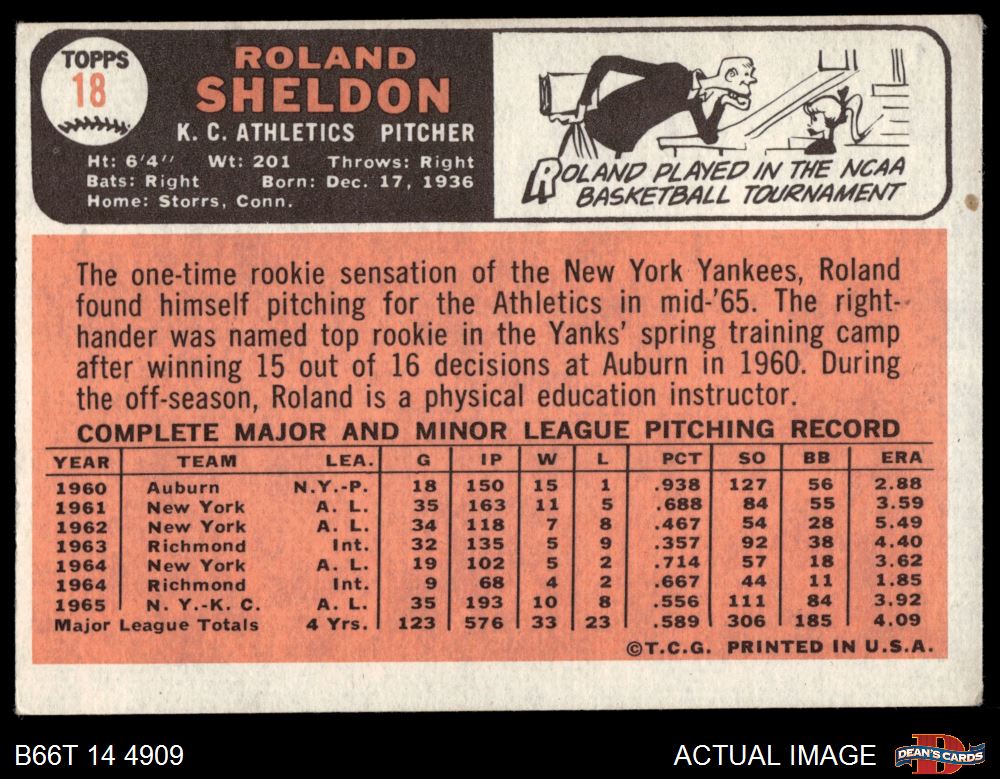 TOPPS
18
ROLAND
SHELDON
K. C. ATHLETICS PITCHER
Ht: 6'4" Wt: 201 Throws: Right
Bats: Right Born: Dec. 17, 1936
Home: Storrs, Conn.
ROLAND PLAYED IN THE NCAA
BASKETBALL TOURNAMENT
The one-time rookie sensation of the New York Yankees, Roland
found himself pitching for the Athletics in mid-'65. The right-
hander was named top rookie in the Yanks' spring training camp
after winning 15 out of 16 decisions at Auburn in 1960. During
the off-season, Roland is a physical education instructor.
COMPLETE MAJOR AND MINOR LEAGUE PITCHING RECORD
YEAR TEAM LEA. G IP W L PCT SO BB ERA
1960 Auburn N.Y.-P. 18 150 15 1 .938 127 56 2.88
1961 New York A. L. 35 163 11 5 .688 84 55 3.59
1962 New York A. L. 34 118 7 8 .467 54 28 5.49
1963 Richmond Int. 32 135 5 9 .357 92 38 4.40
1964 New York A. L. 19 102 5 2 .714 57 18 3.62
1964 Richmond Int. 9 68 4 2 .667 44 11 1.85
1965 N. Y.-K. C. A. L. 35 193 10 8 .556 111 84 3.92
Major League Totals 4 Yrs. 123 576 33 23 .589 306 185 4.09
©T.C.G. PRINTED IN U.S.A.
B66T 14 4909
ACTUAL IMAGE
DEAN'S CARDS